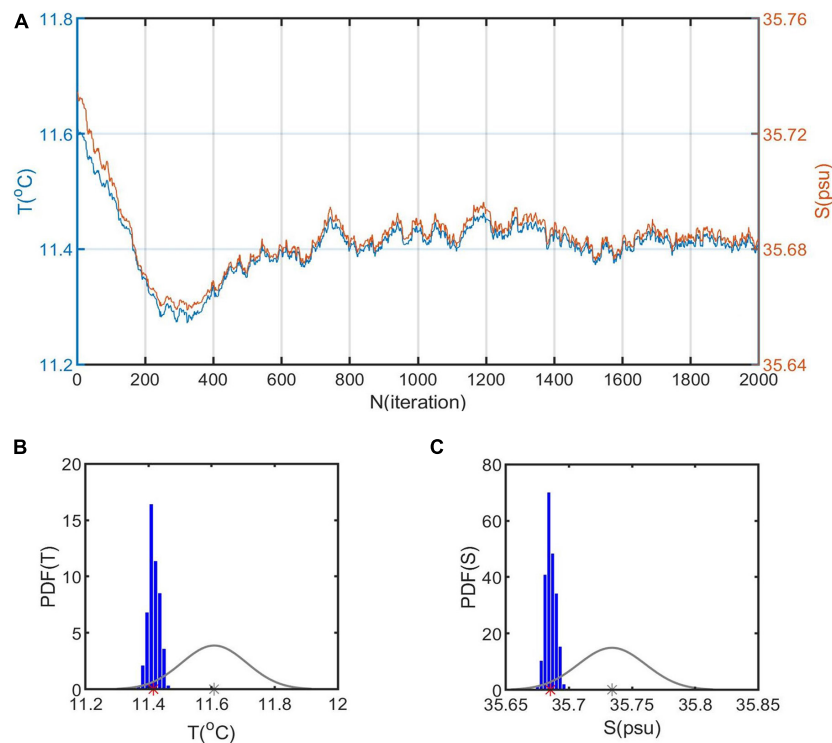 A
11.8
11.6
11.4
11.2
T(°C)
35.76
35.72
35.68
35.64
S(psu)
0 200 400 600 800 1000 1200 1400 1600 1800 2000
N(iteration)
B
20
15
10
5
0
PDF(T)
11.2 11.4 11.6 11.8 12
T(°C)
C
80
60
40
20
0
PDF(S)
35.65 35.7 35.75 35.8 35.85
S(psu)